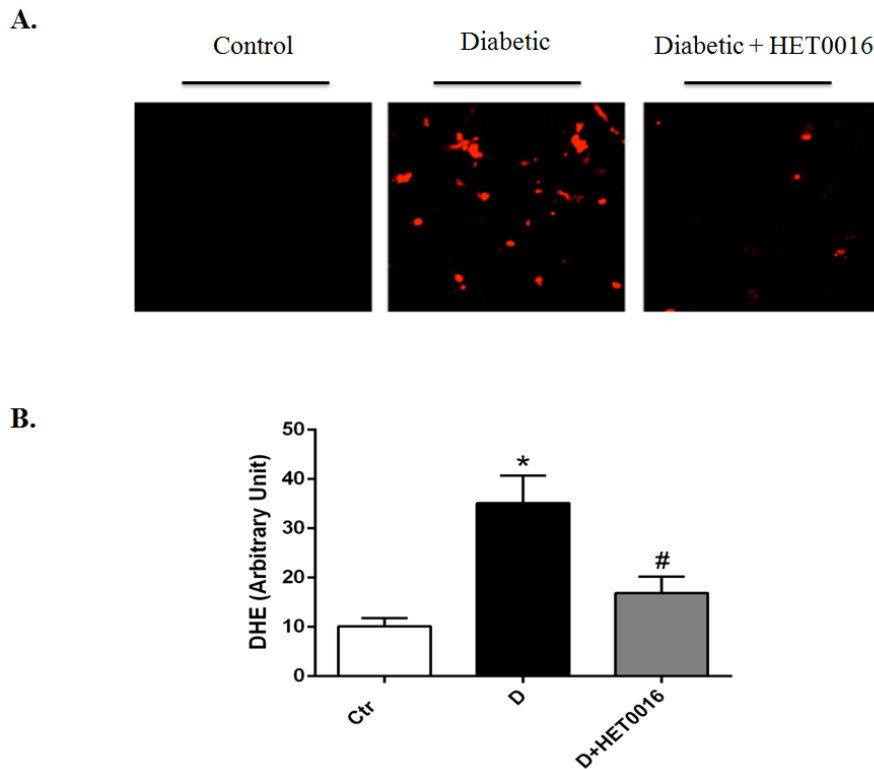 A.
Control
Diabetic
Diabetic + HET0016
B.
DHE (Arbitrary Unit)
50
40
30
20
10
0
*
#
Ctr
D
D+HET0016